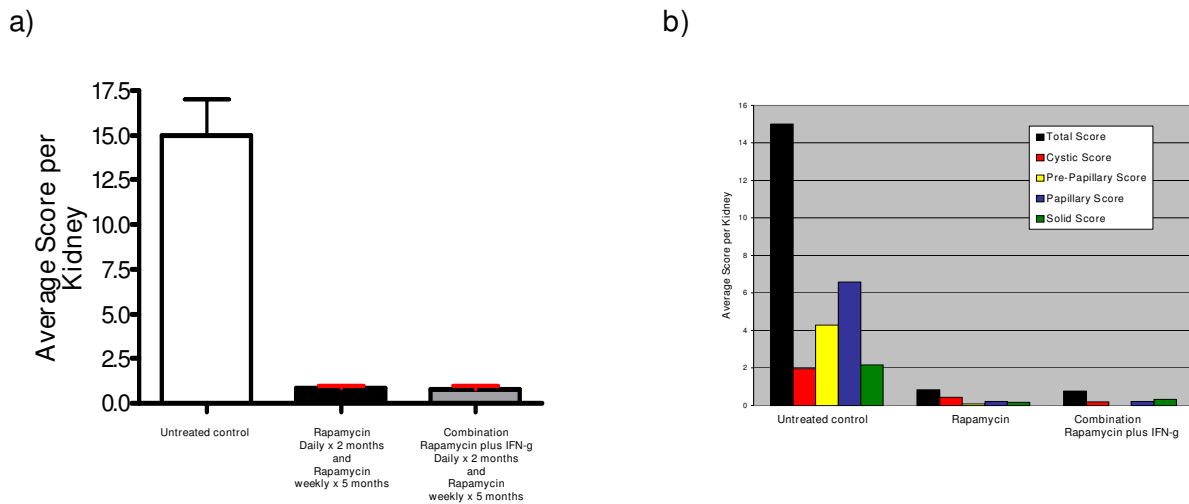 a)
17.5
15.0
12.5
10.0
7.5
5.0
2.5
0.0
Average Score per
Kidney
Untreated control
Rapamycin
Daily x 2 months
and
Rapamycin
weekly x 5 months
Combination
Rapamycin plus IFN-g
Daily x 2 months
and
Rapamycin
weekly x 5 months
b)
16
14
12
10
8
6
4
2
0
Average Score per Kidney
Total Score
Cystic Score
Pre-Papillary Score
Papillary Score
Solid Score
Untreated control
Rapamycin
Combination
Rapamycin plus IFN-g